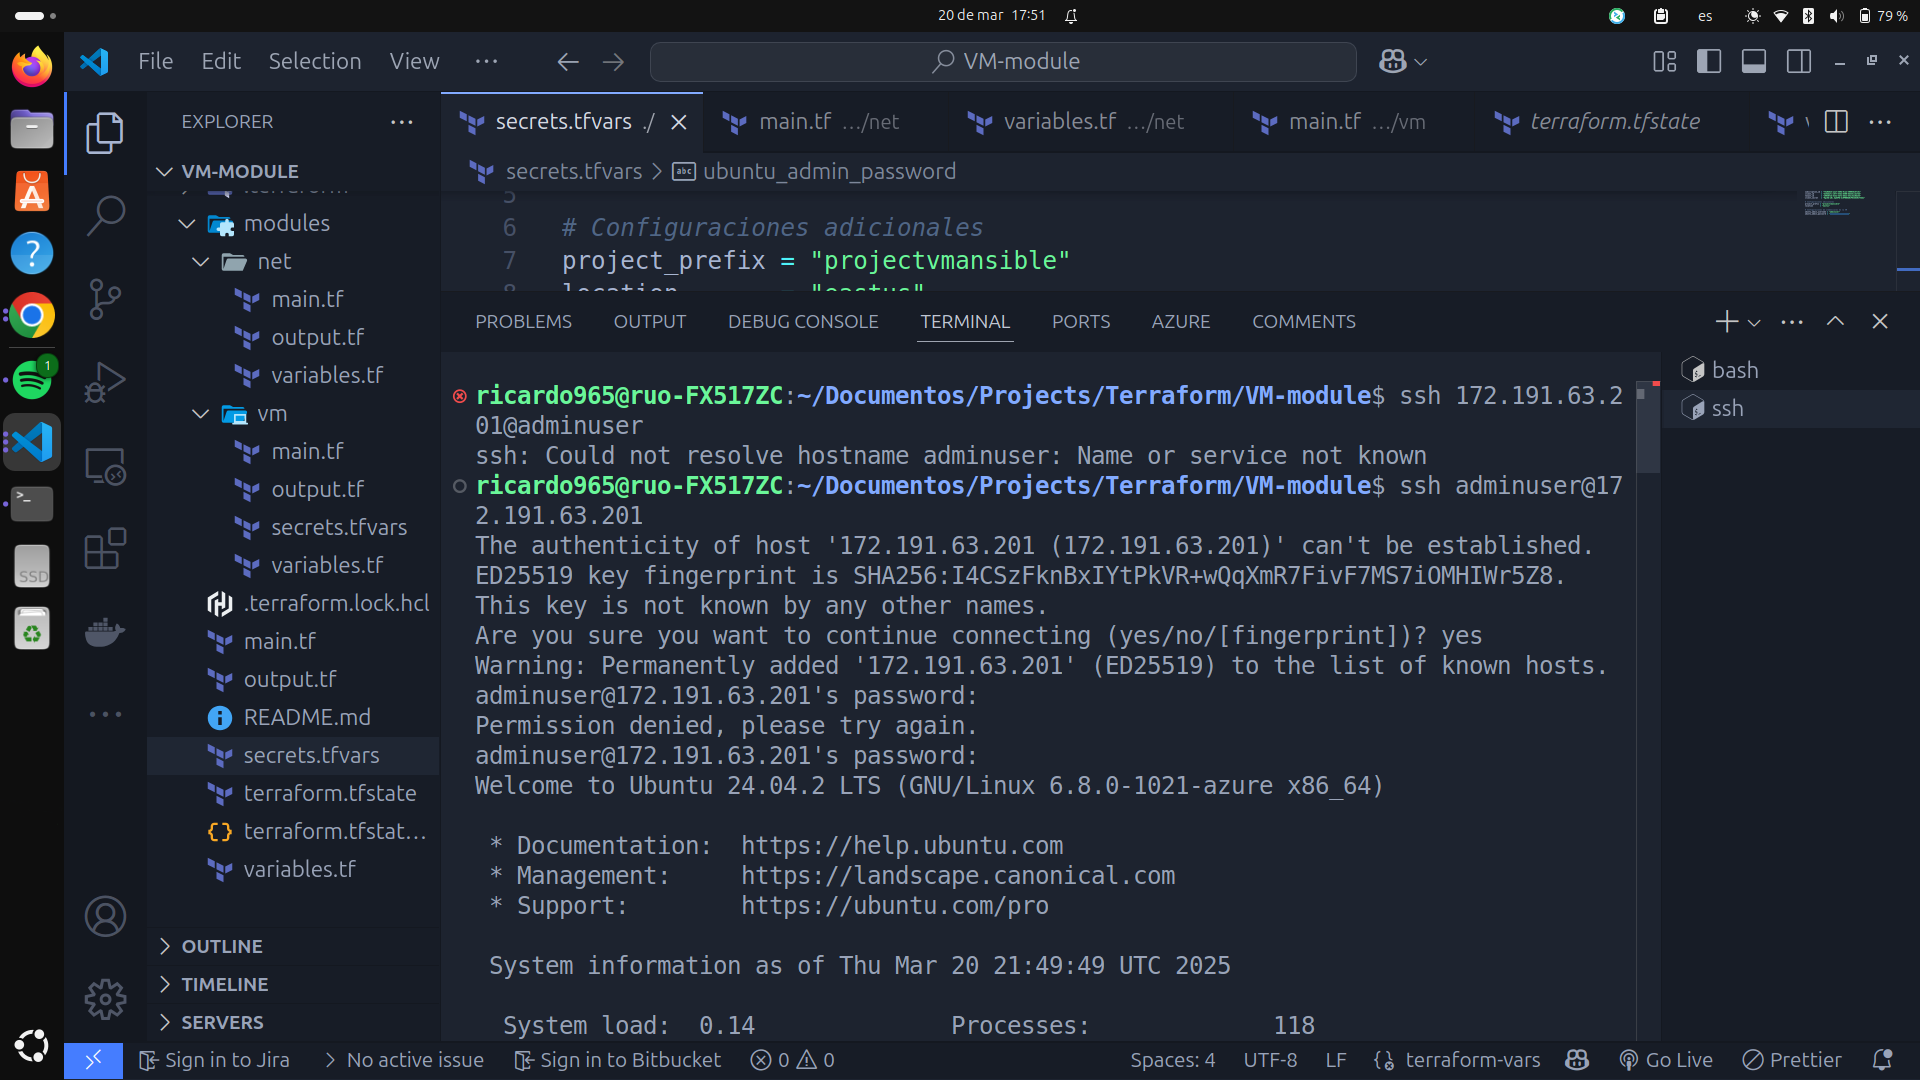 20 de mar 17:51
es
79 %
File Edit Selection View
VM-module
EXPLORER
VM-MODULE
.terraform
modules
net
main.tf
output.tf
variables.tf
vm
main.tf
output.tf
secrets.tfvars
variables.tf
.terraform.lock.hcl
main.tf
output.tf
README.md
secrets.tfvars
terraform.tfstate
terraform.tfstat...
variables.tf
OUTLINE
TIMELINE
SERVERS
1
SSD
secrets.tfvars ./ main.tf .../net variables.tf .../net main.tf .../vm terraform.tfstate
secrets.tfvars > abc ubuntu_admin_password
5
6 # Configuraciones adicionales
7 project_prefix = "projectvmansible"
8 location = "eastus"
PROBLEMS OUTPUT DEBUG CONSOLE TERMINAL PORTS AZURE COMMENTS
bash
ssh
ricardo965@ruo-FX517ZC:~/Documentos/Projects/Terraform/VM-module$ ssh 172.191.63.2
01@adminuser
ssh: Could not resolve hostname adminuser: Name or service not known
ricardo965@ruo-FX517ZC:~/Documentos/Projects/Terraform/VM-module$ ssh adminuser@17
2.191.63.201
The authenticity of host '172.191.63.201 (172.191.63.201)' can't be established.
ED25519 key fingerprint is SHA256:I4CSzFknBxIYtPkVR+wQqXmR7FivF7MS7iOMHIWr5Z8.
This key is not known by any other names.
Are you sure you want to continue connecting (yes/no/[fingerprint])? yes
Warning: Permanently added '172.191.63.201' (ED25519) to the list of known hosts.
adminuser@172.191.63.201's password:
Permission denied, please try again.
adminuser@172.191.63.201's password:
Welcome to Ubuntu 24.04.2 LTS (GNU/Linux 6.8.0-1021-azure x86_64)
* Documentation: https://help.ubuntu.com
* Management: https://landscape.canonical.com
* Support: https://ubuntu.com/pro
System information as of Thu Mar 20 21:49:49 UTC 2025
System load: 0.14 Processes: 118
Sign in to Jira No active issue Sign in to Bitbucket 0 0 Spaces: 4 UTF-8 LF terraform-vars Go Live Prettier